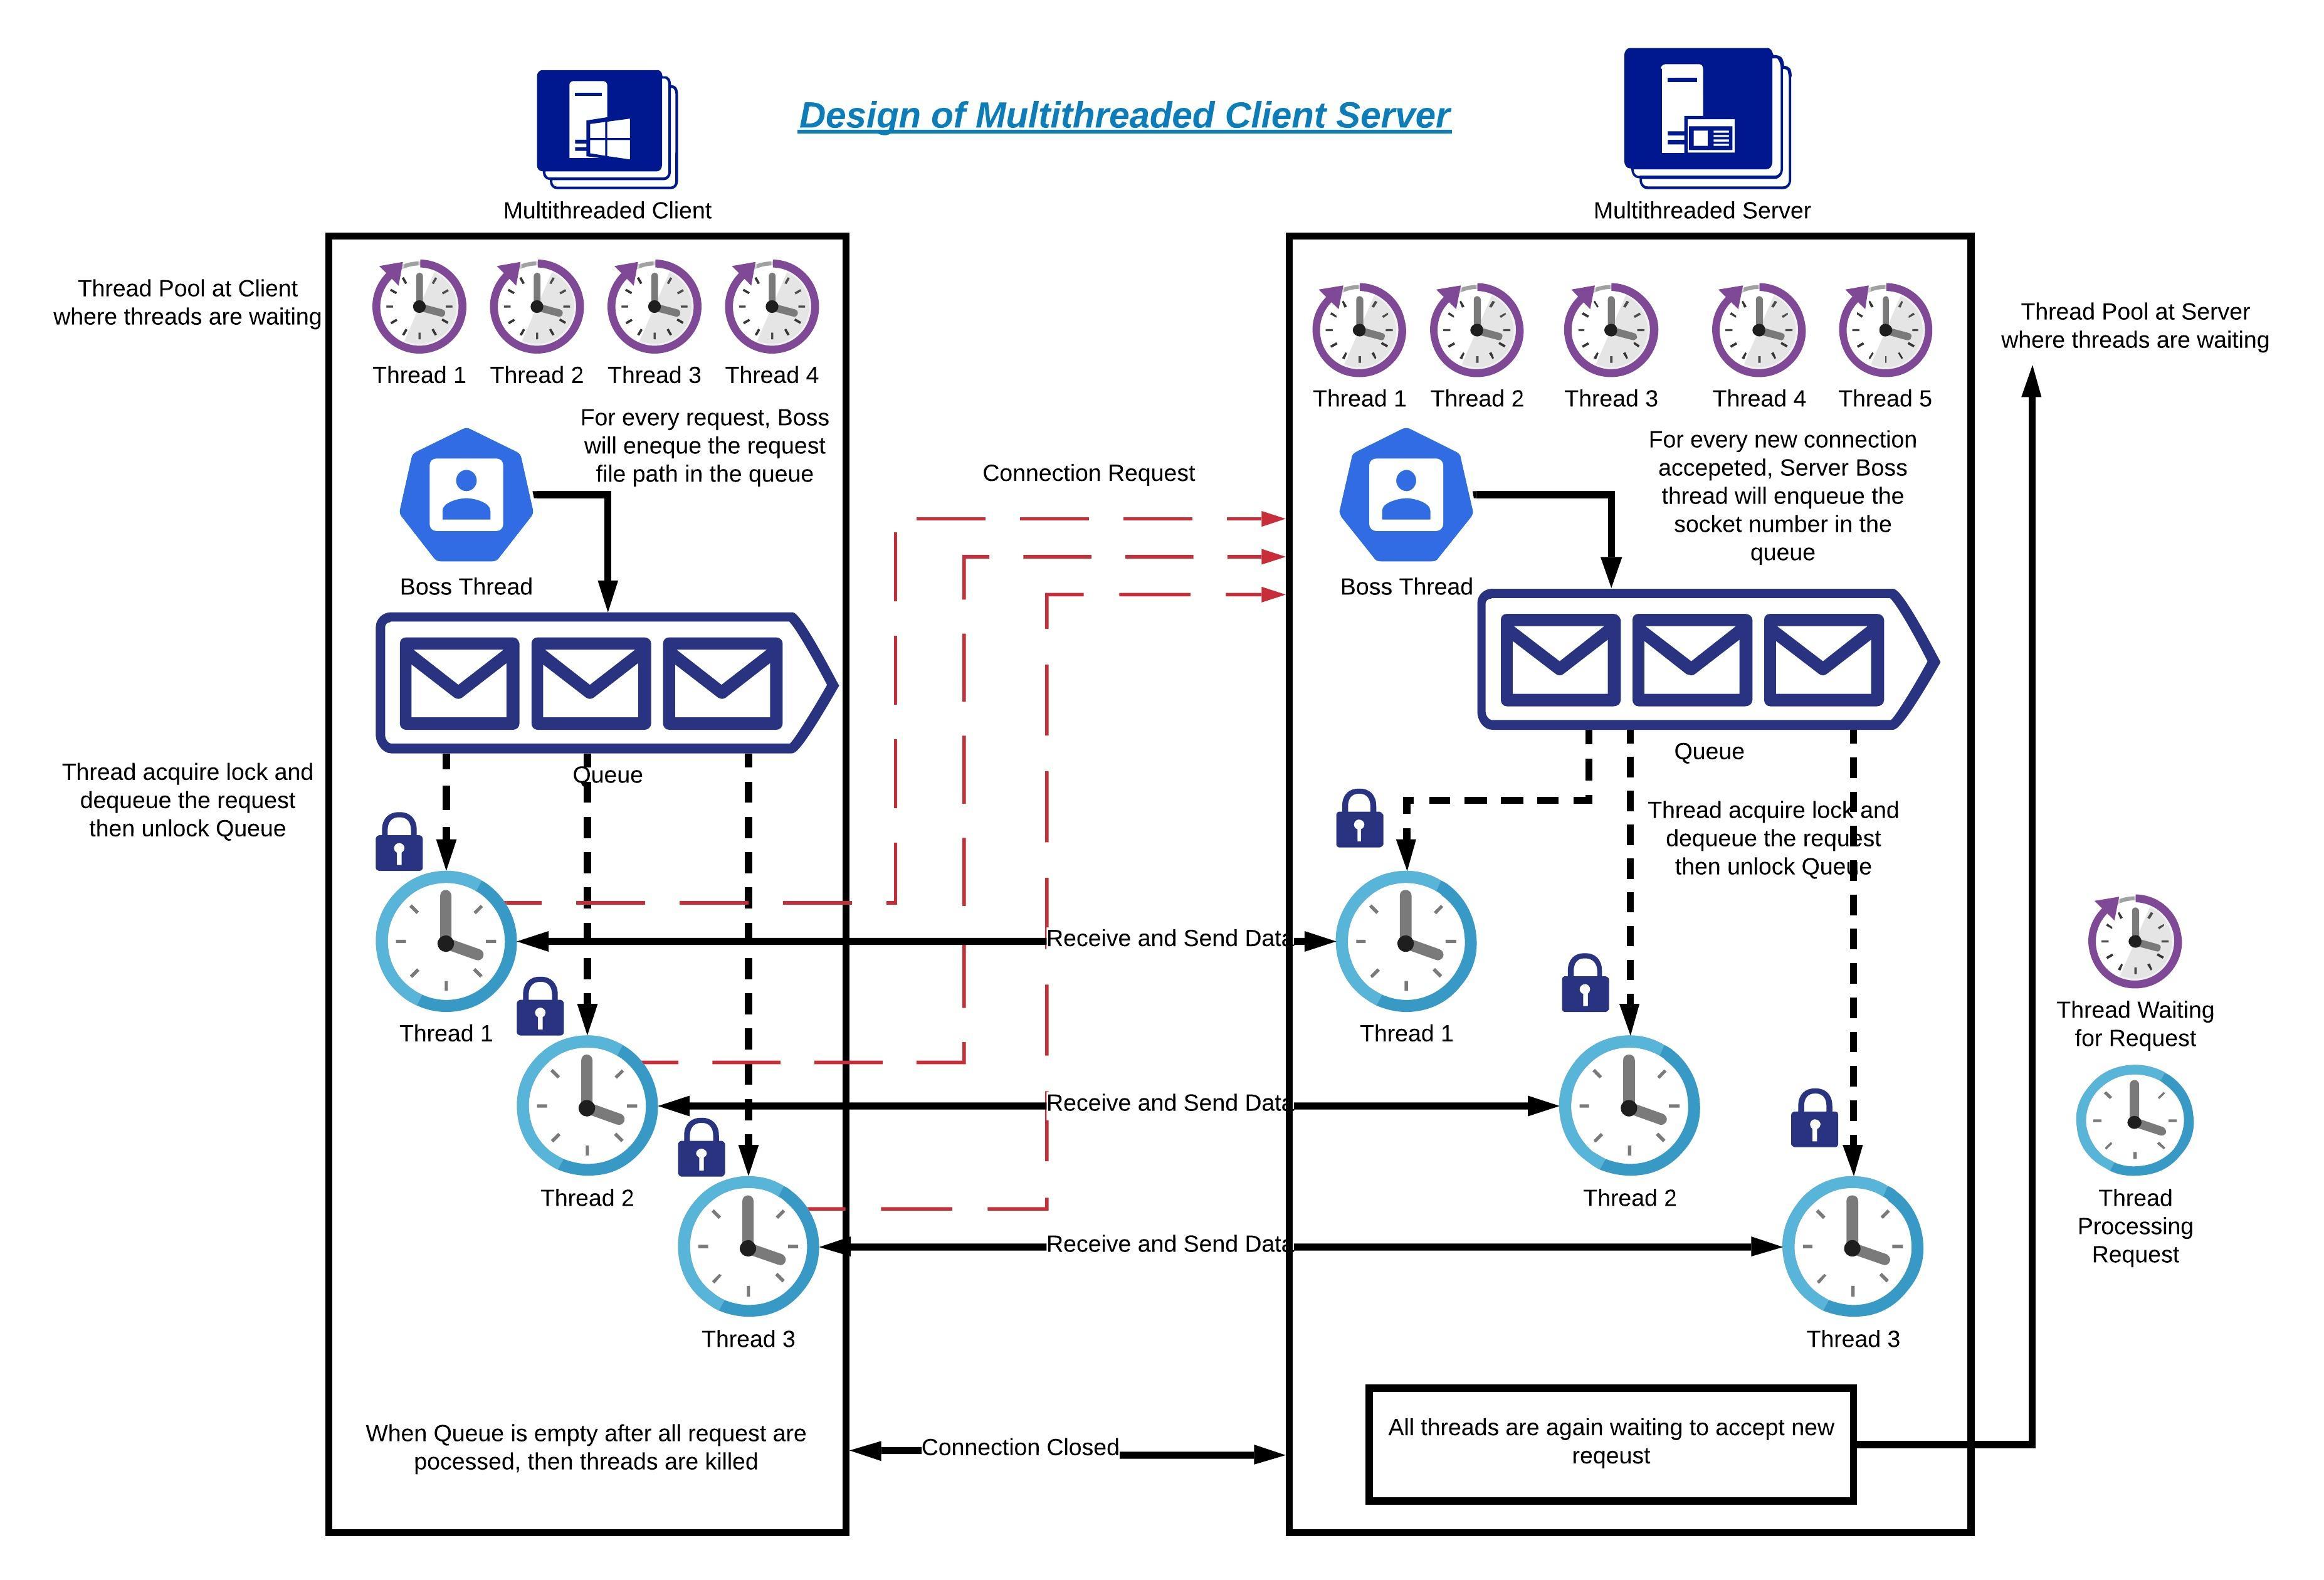 Design of Multithreaded Client Server
Multithreaded Client
Multithreaded Server
Thread Pool at Client
where threads are waiting
Thread 1
Thread 2
Thread 3
Thread 4
For every request, Boss
will eneque the request
file path in the queue
Boss Thread
Queue
Thread acquire lock and
dequeue the request
then unlock Queue
Thread 1
Thread 2
Thread 3
When Queue is empty after all request are
pocessed, then threads are killed
Connection Request
Receive and Send Data
Receive and Send Data
Receive and Send Data
Connection Closed
Thread 1
Thread 2
Thread 3
Thread 4
Thread 5
For every new connection
accepeted, Server Boss
thread will enqueue the
socket number in the
queue
Boss Thread
Queue
Thread acquire lock and
dequeue the request
then unlock Queue
Thread 1
Thread 2
Thread 3
All threads are again waiting to accept new
reqeust
Thread Pool at Server
where threads are waiting
Thread Waiting
for Request
Thread
Processing
Request